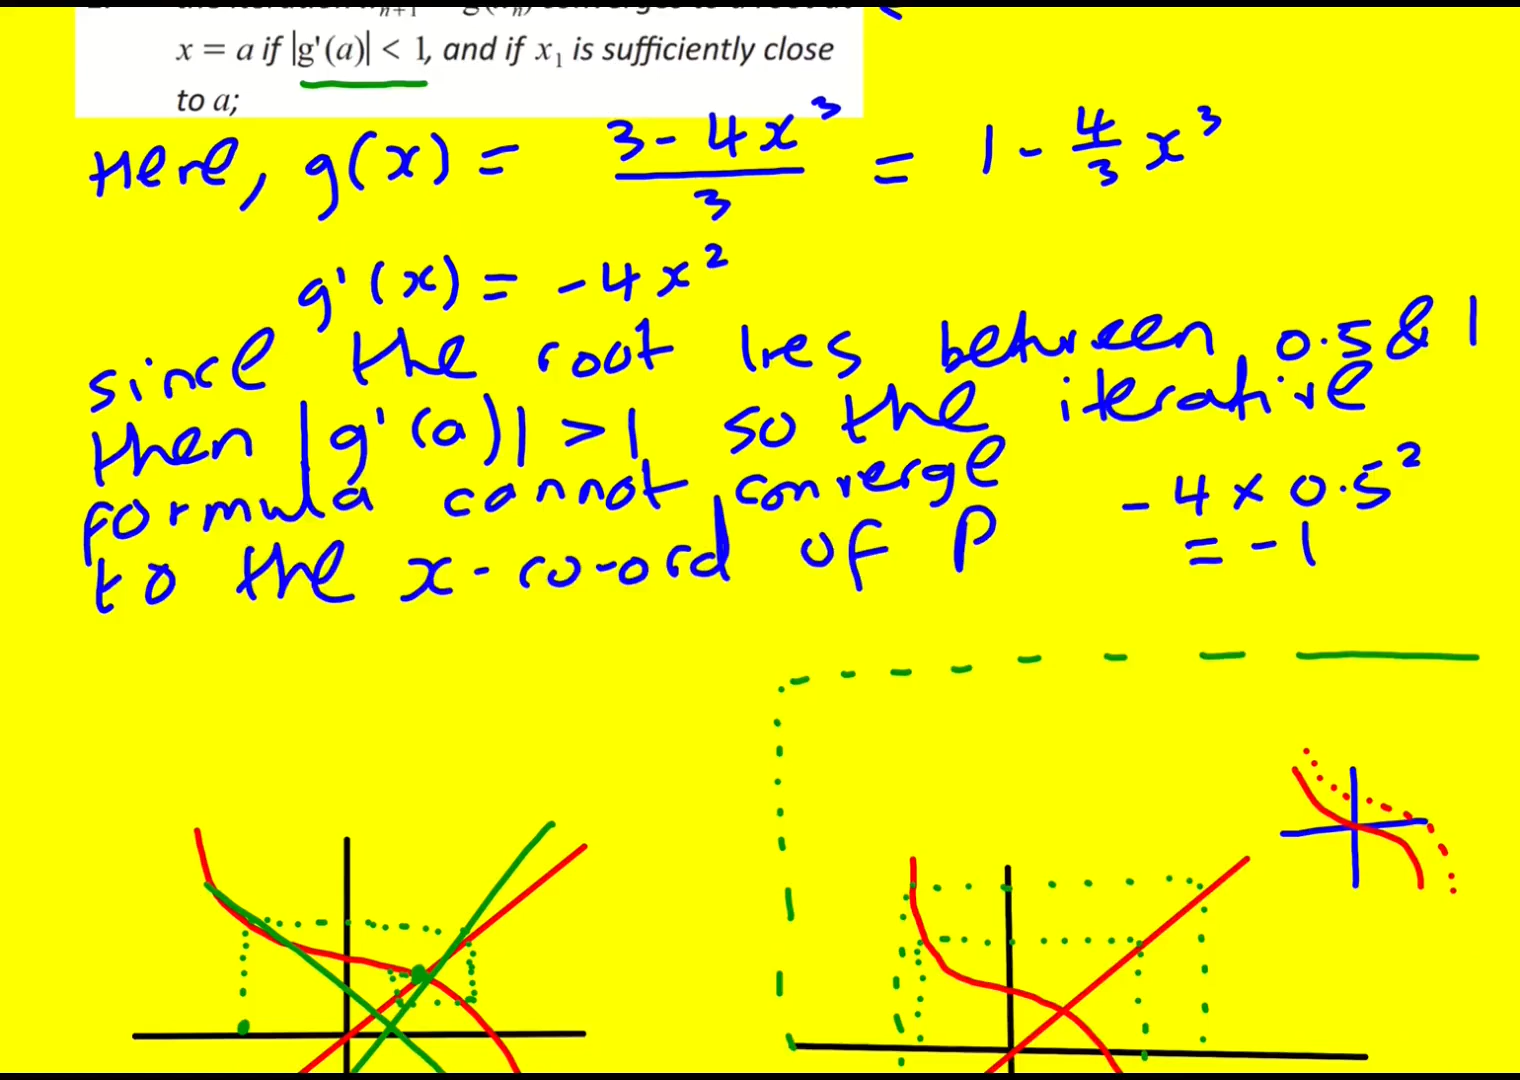 x = a if |g'(a)| < 1, and if x₁ is sufficiently close
to a;
Here, g(x) = (3 - 4x³)/3 = 1 - 4/3 x³
g'(x) = -4x²
since the root lies between 0.5 & 1
then |g'(a)| > 1 so the iterative
formula cannot converge
to the x-co-ord of P
-4 × 0.5²
= -1